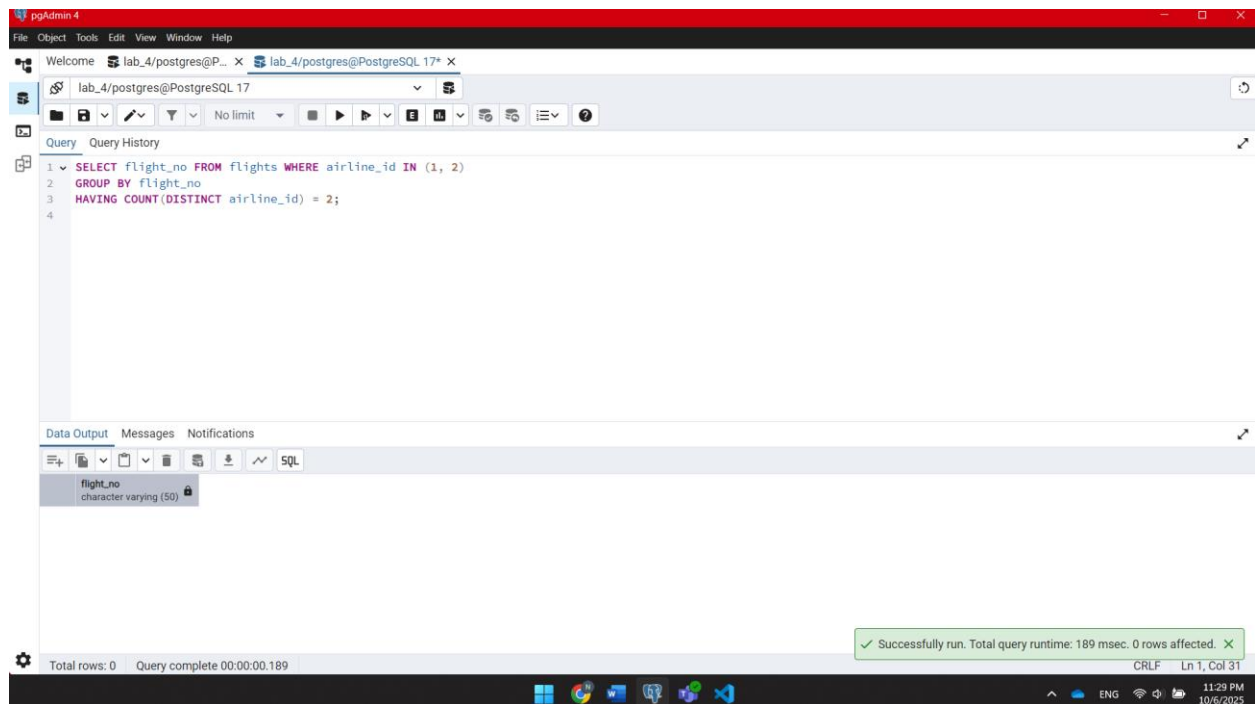 pgAdmin 4
File Object Tools Edit View Window Help
Welcome lab_4/postgres@P... X lab_4/postgres@PostgreSQL 17* X
lab_4/postgres@PostgreSQL 17
No limit
Query Query History
1 SELECT flight_no FROM flights WHERE airline_id IN (1, 2)
2 GROUP BY flight_no
3 HAVING COUNT(DISTINCT airline_id) = 2;
4
Data Output Messages Notifications
SQL
flight_no
character varying (50)
Successfully run. Total query runtime: 189 msec. 0 rows affected.
Total rows: 0 Query complete 00:00:00.189 CRLF Ln 1, Col 31
ENG 11:29 PM
10/6/2025